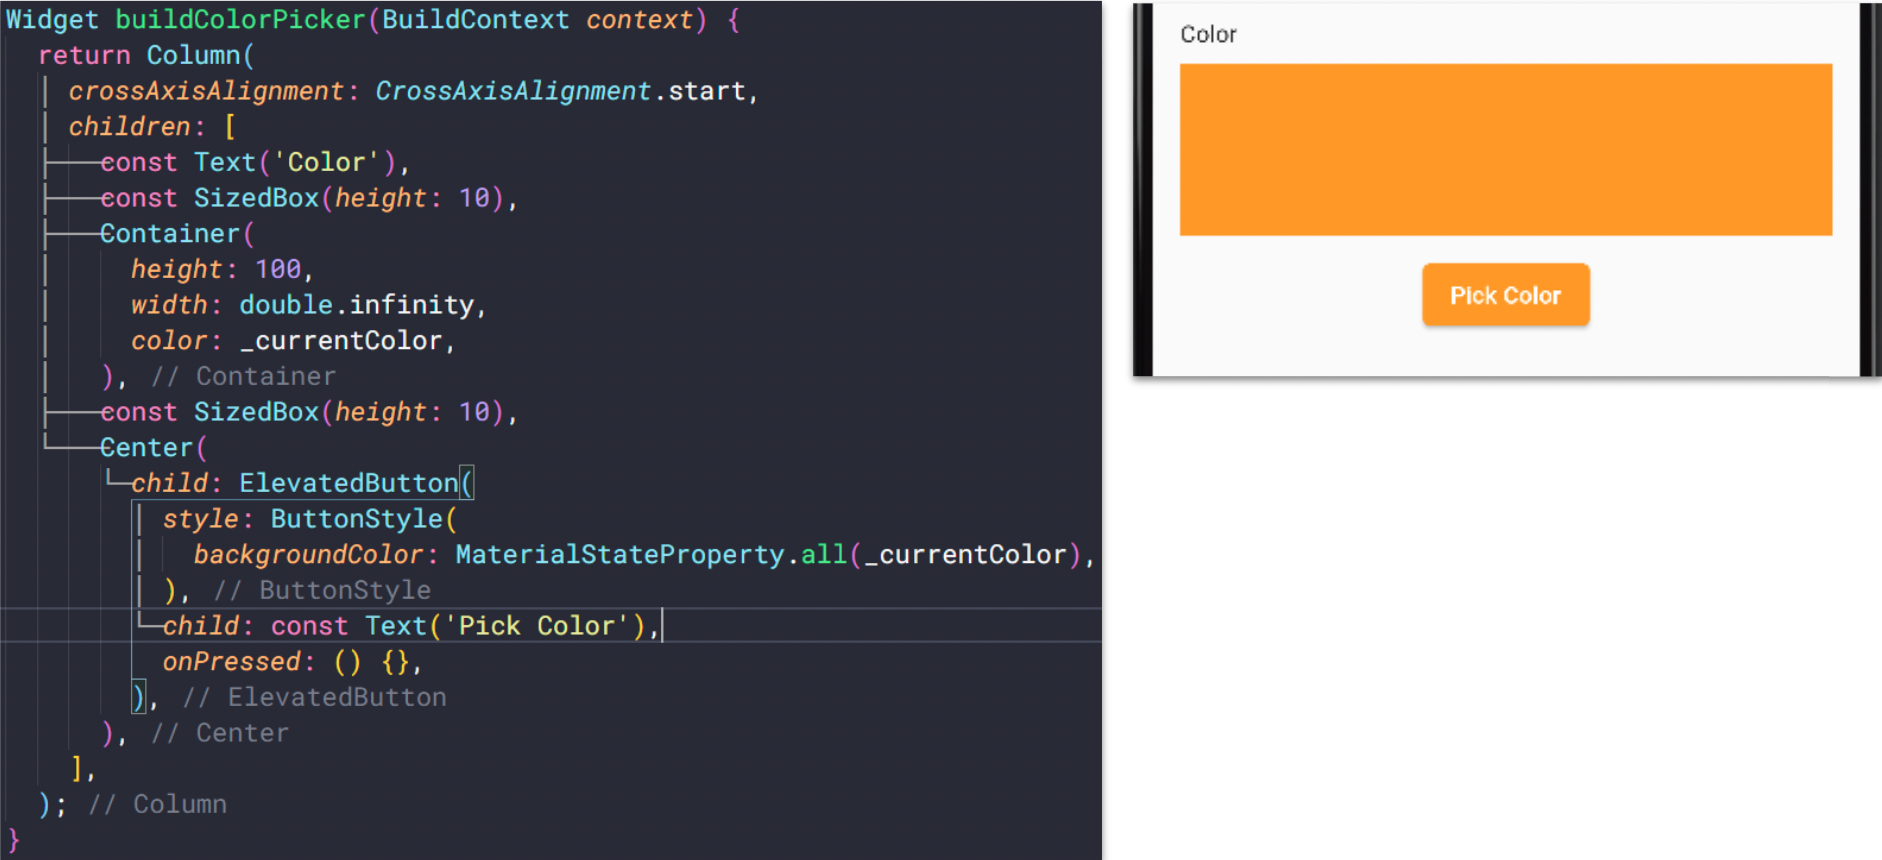 Widget buildColorPicker(BuildContext context) {
return Column(
crossAxisAlignment: CrossAxisAlignment.start,
children: [
const Text('Color'),
const SizedBox(height: 10),
Container(
height: 100,
width: double.infinity,
color: _currentColor,
), // Container
const SizedBox(height: 10),
Center(
child: ElevatedButton(
style: ButtonStyle(
backgroundColor: MaterialStateProperty.all(_currentColor),
), // ButtonStyle
child: const Text('Pick Color'),
onPressed: () {},
), // ElevatedButton
), // Center
],
); // Column
}
Color
Pick Color